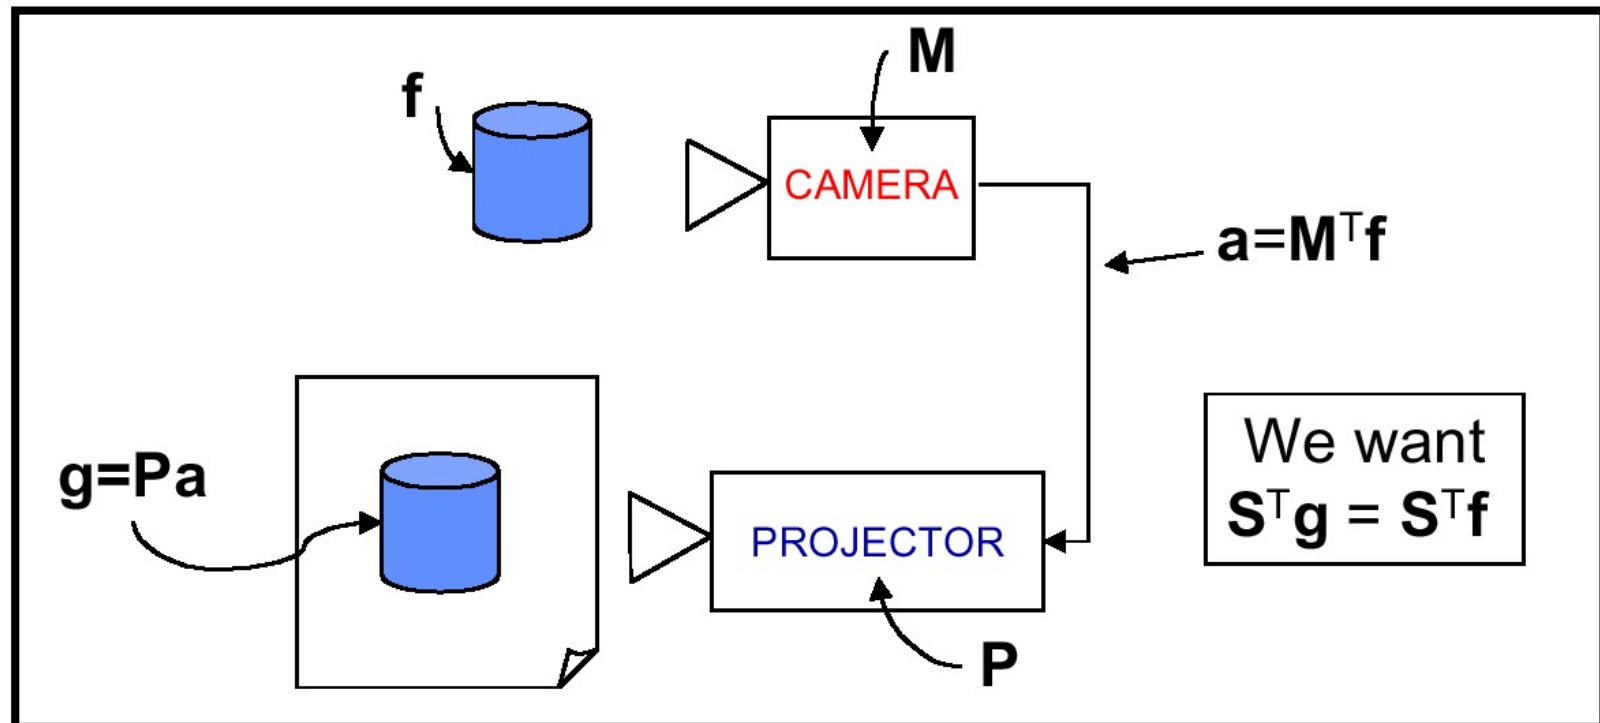 M
f
CAMERA
a=Mᵀf
g=Pa
We want
Sᵀg = Sᵀf
PROJECTOR
P